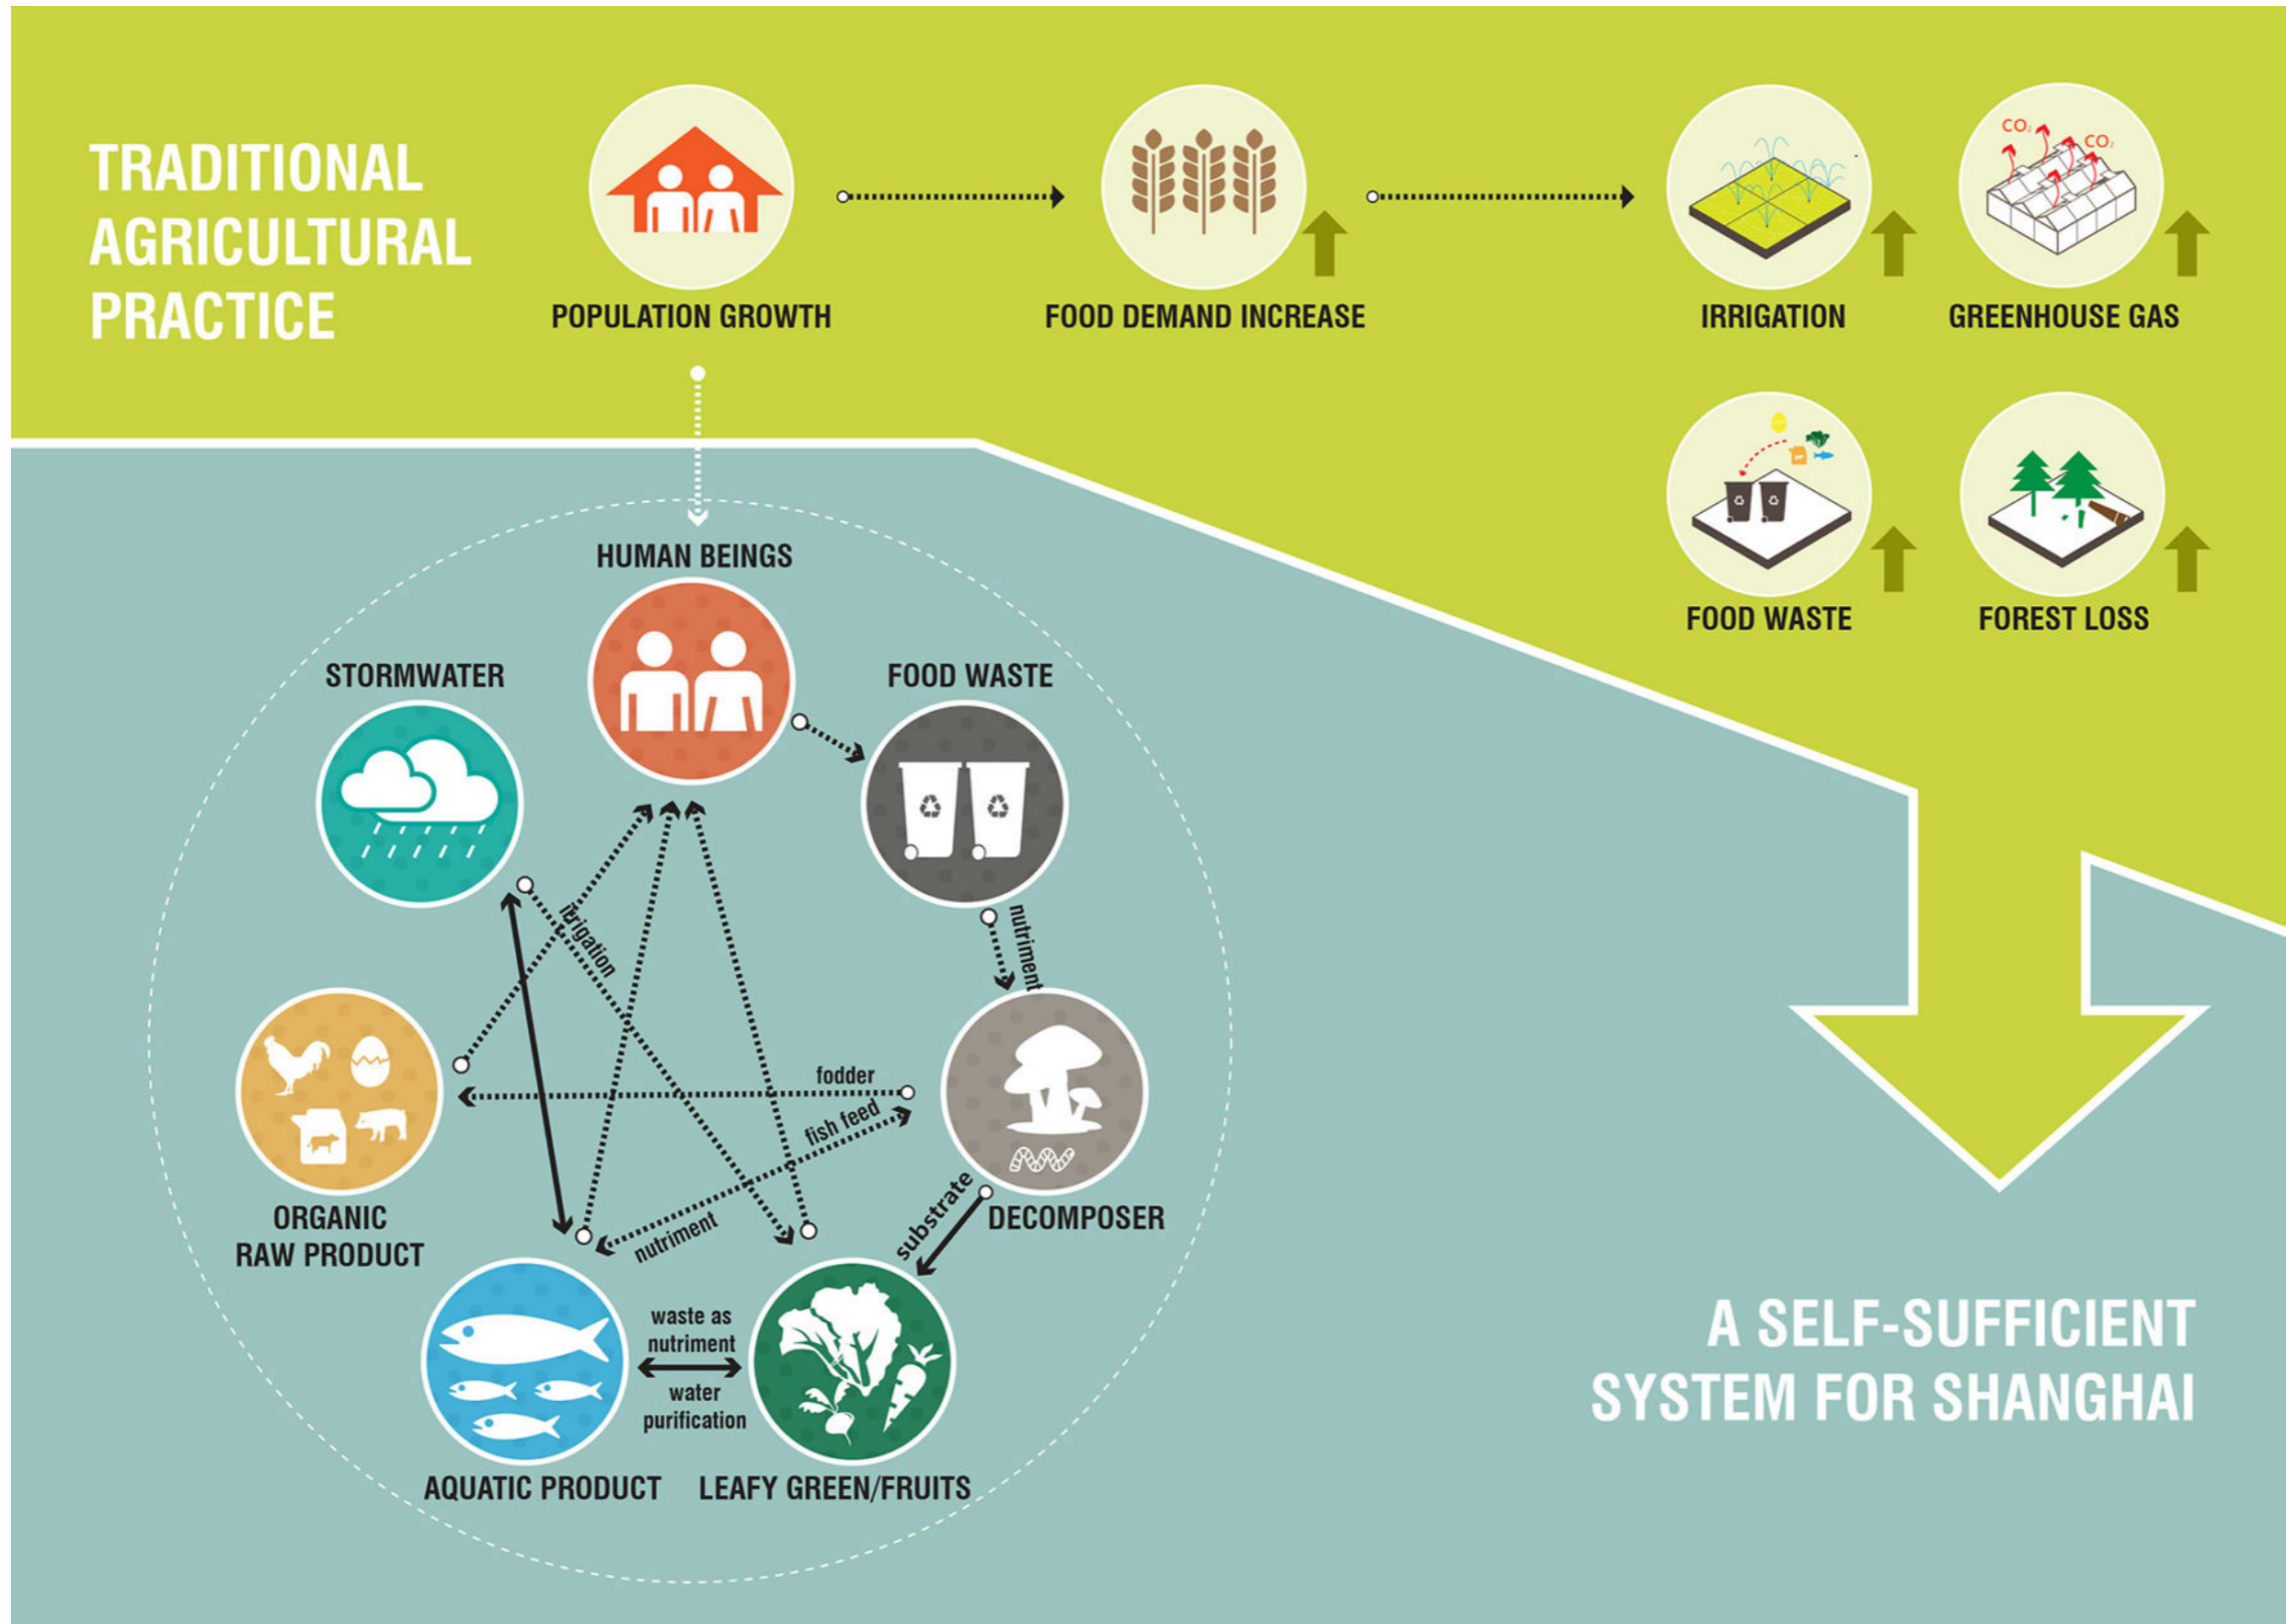 TRADITIONAL
AGRICULTURAL
PRACTICE
POPULATION GROWTH
FOOD DEMAND INCREASE
IRRIGATION
CO₂
CO₂
GREENHOUSE GAS
FOOD WASTE
FOREST LOSS
HUMAN BEINGS
STORMWATER
FOOD WASTE
irrigation
nutriment
fodder
fish feed
nutriment
substrate
DECOMPOSER
ORGANIC
RAW PRODUCT
waste as
nutriment
water
purification
AQUATIC PRODUCT
LEAFY GREEN/FRUITS
A SELF-SUFFICIENT
SYSTEM FOR SHANGHAI